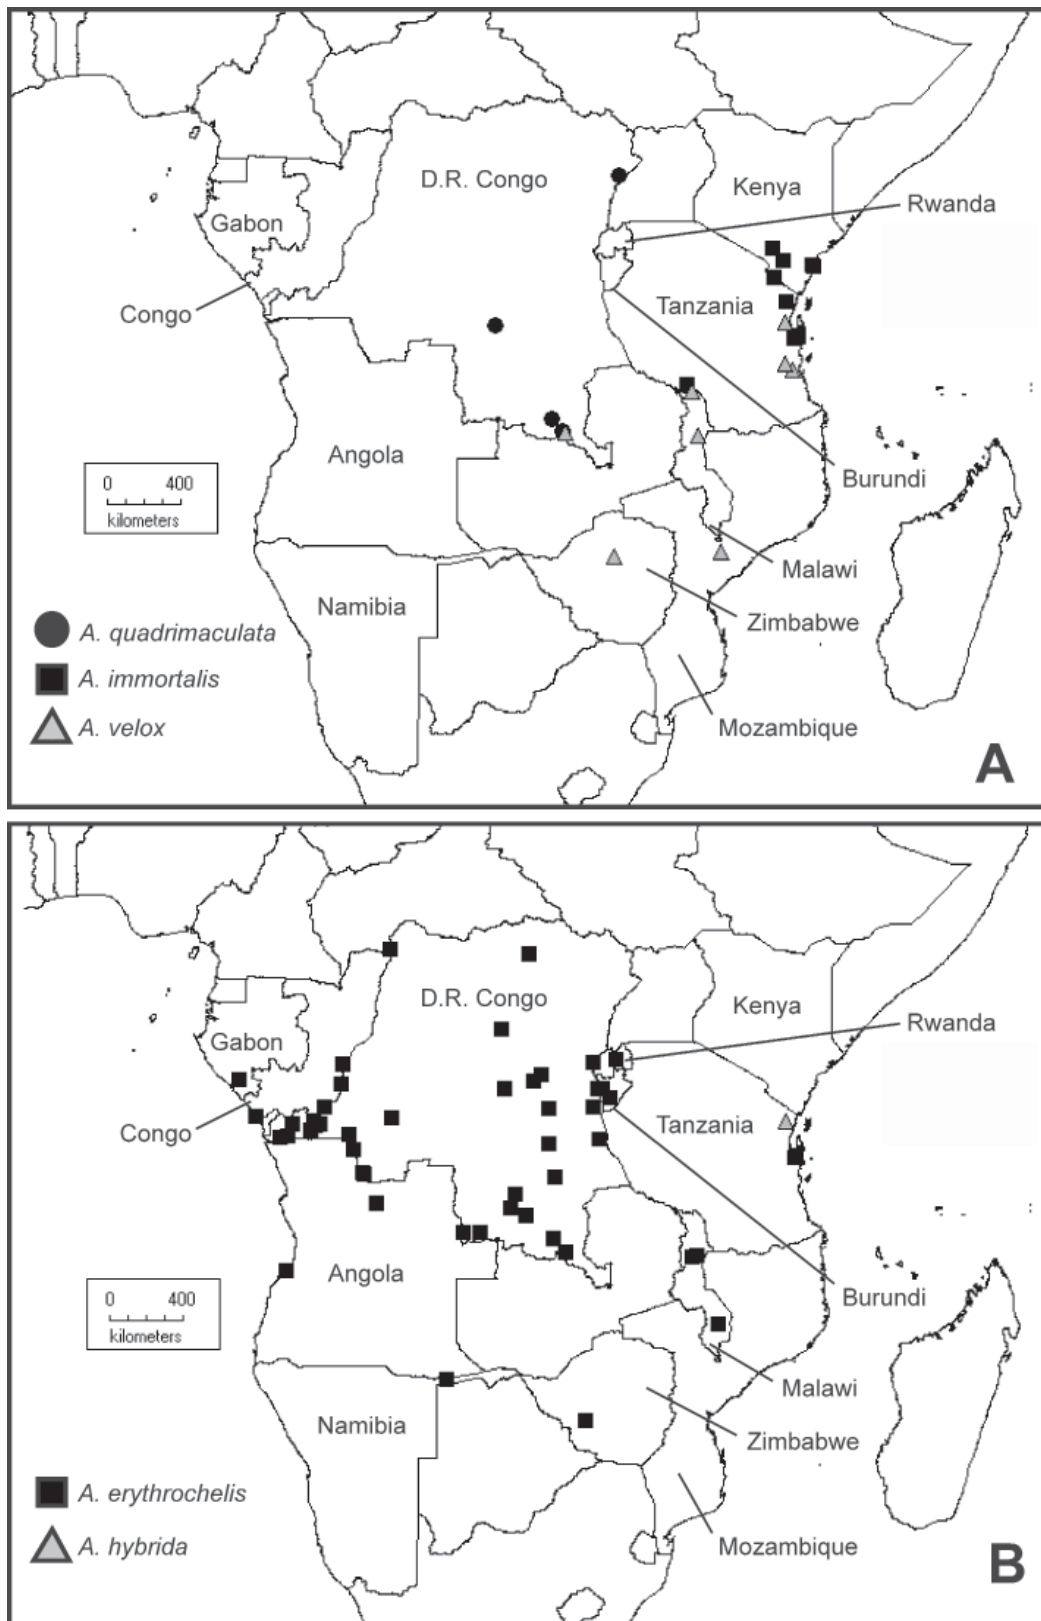 D.R. Congo
Kenya
Rwanda
Gabon
Congo
Tanzania
Angola
Burundi
0 400
kilometers
Malawi
Namibia
Zimbabwe
A. quadrimaculata
A. immortalis
A. velox
Mozambique
A
D.R. Congo
Kenya
Rwanda
Gabon
Congo
Tanzania
Angola
Burundi
0 400
kilometers
Malawi
Namibia
Zimbabwe
A. erythrochelis
A. hybrida
Mozambique
B